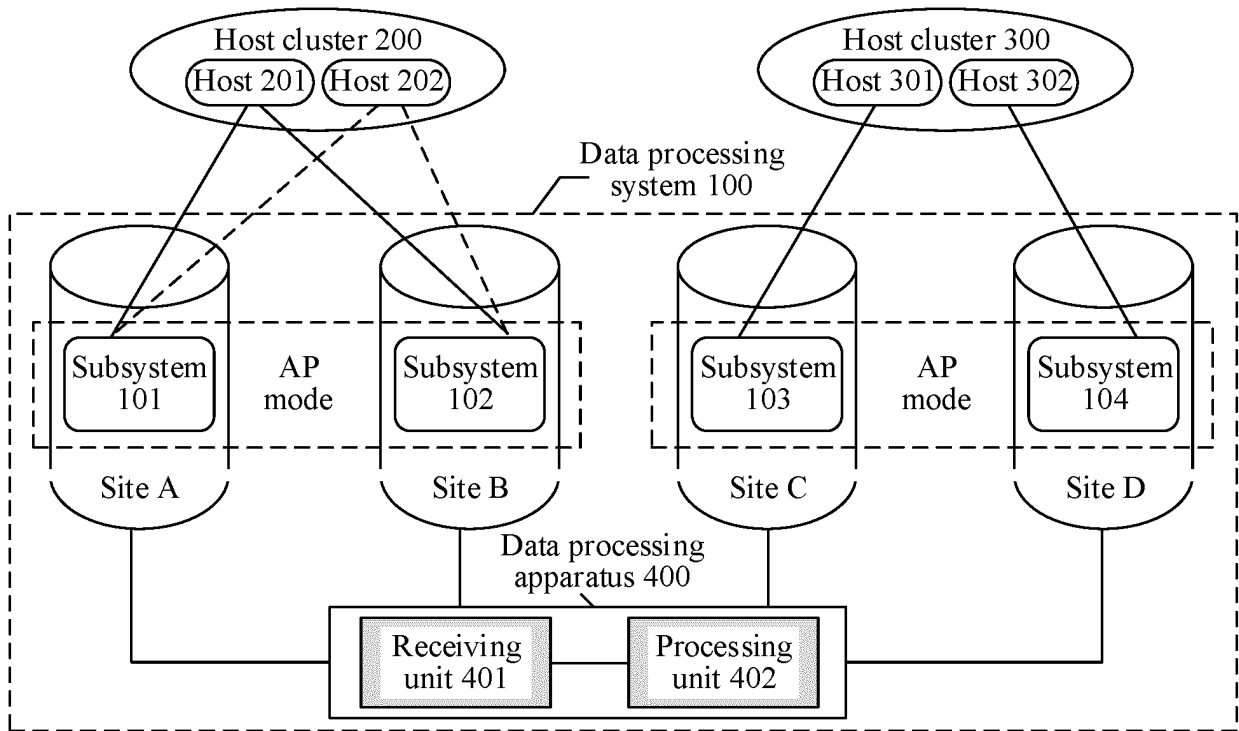 Host cluster 200
Host 201
Host 202
Host cluster 300
Host 301
Host 302
Data processing
system 100
Subsystem
101
AP
mode
Subsystem
102
Subsystem
103
AP
mode
Subsystem
104
Site A
Site B
Site C
Site D
Data processing
apparatus 400
Receiving
unit 401
Processing
unit 402